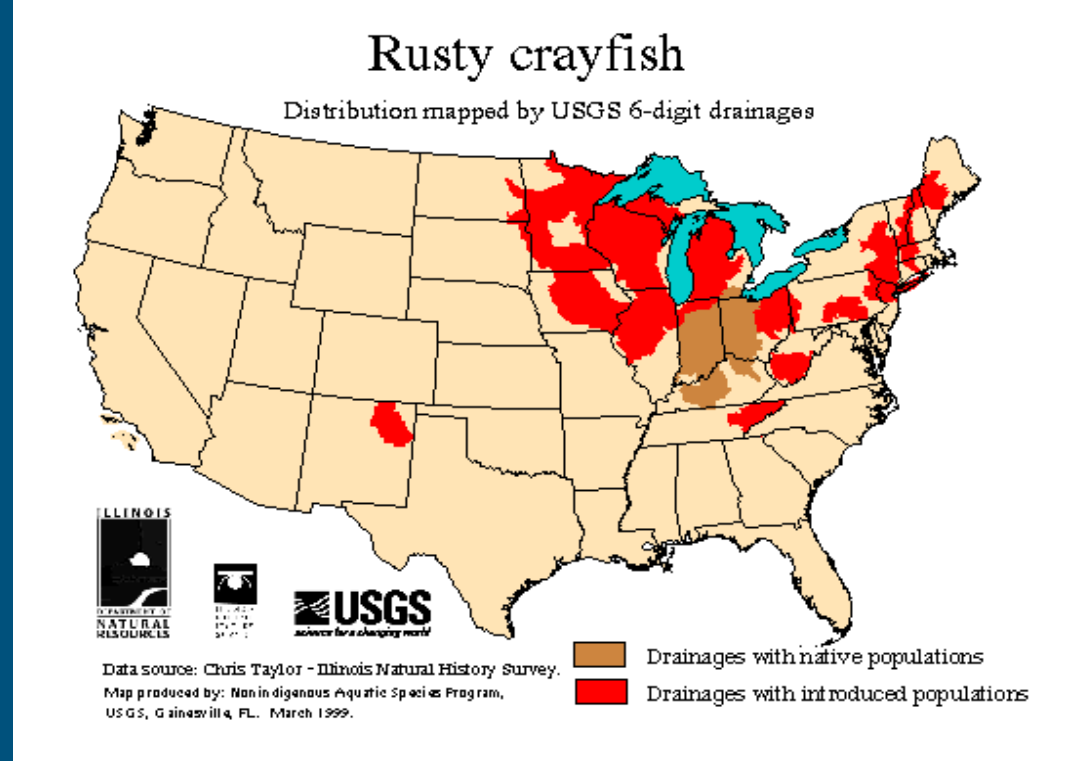 Rusty crayfish
Distribution mapped by USGS 6-digit drainages
ILLINOIS
DEPARTMENT OF
NATURAL
RESOURCES
USGS
science for a changing world
Drainages with native populations
Drainages with introduced populations
Data source: Chris Taylor - Illinois Natural History Survey.
Map produced by: Nonindigenous Aquatic Species Program,
USGS, Gainesville, FL. March 1999.